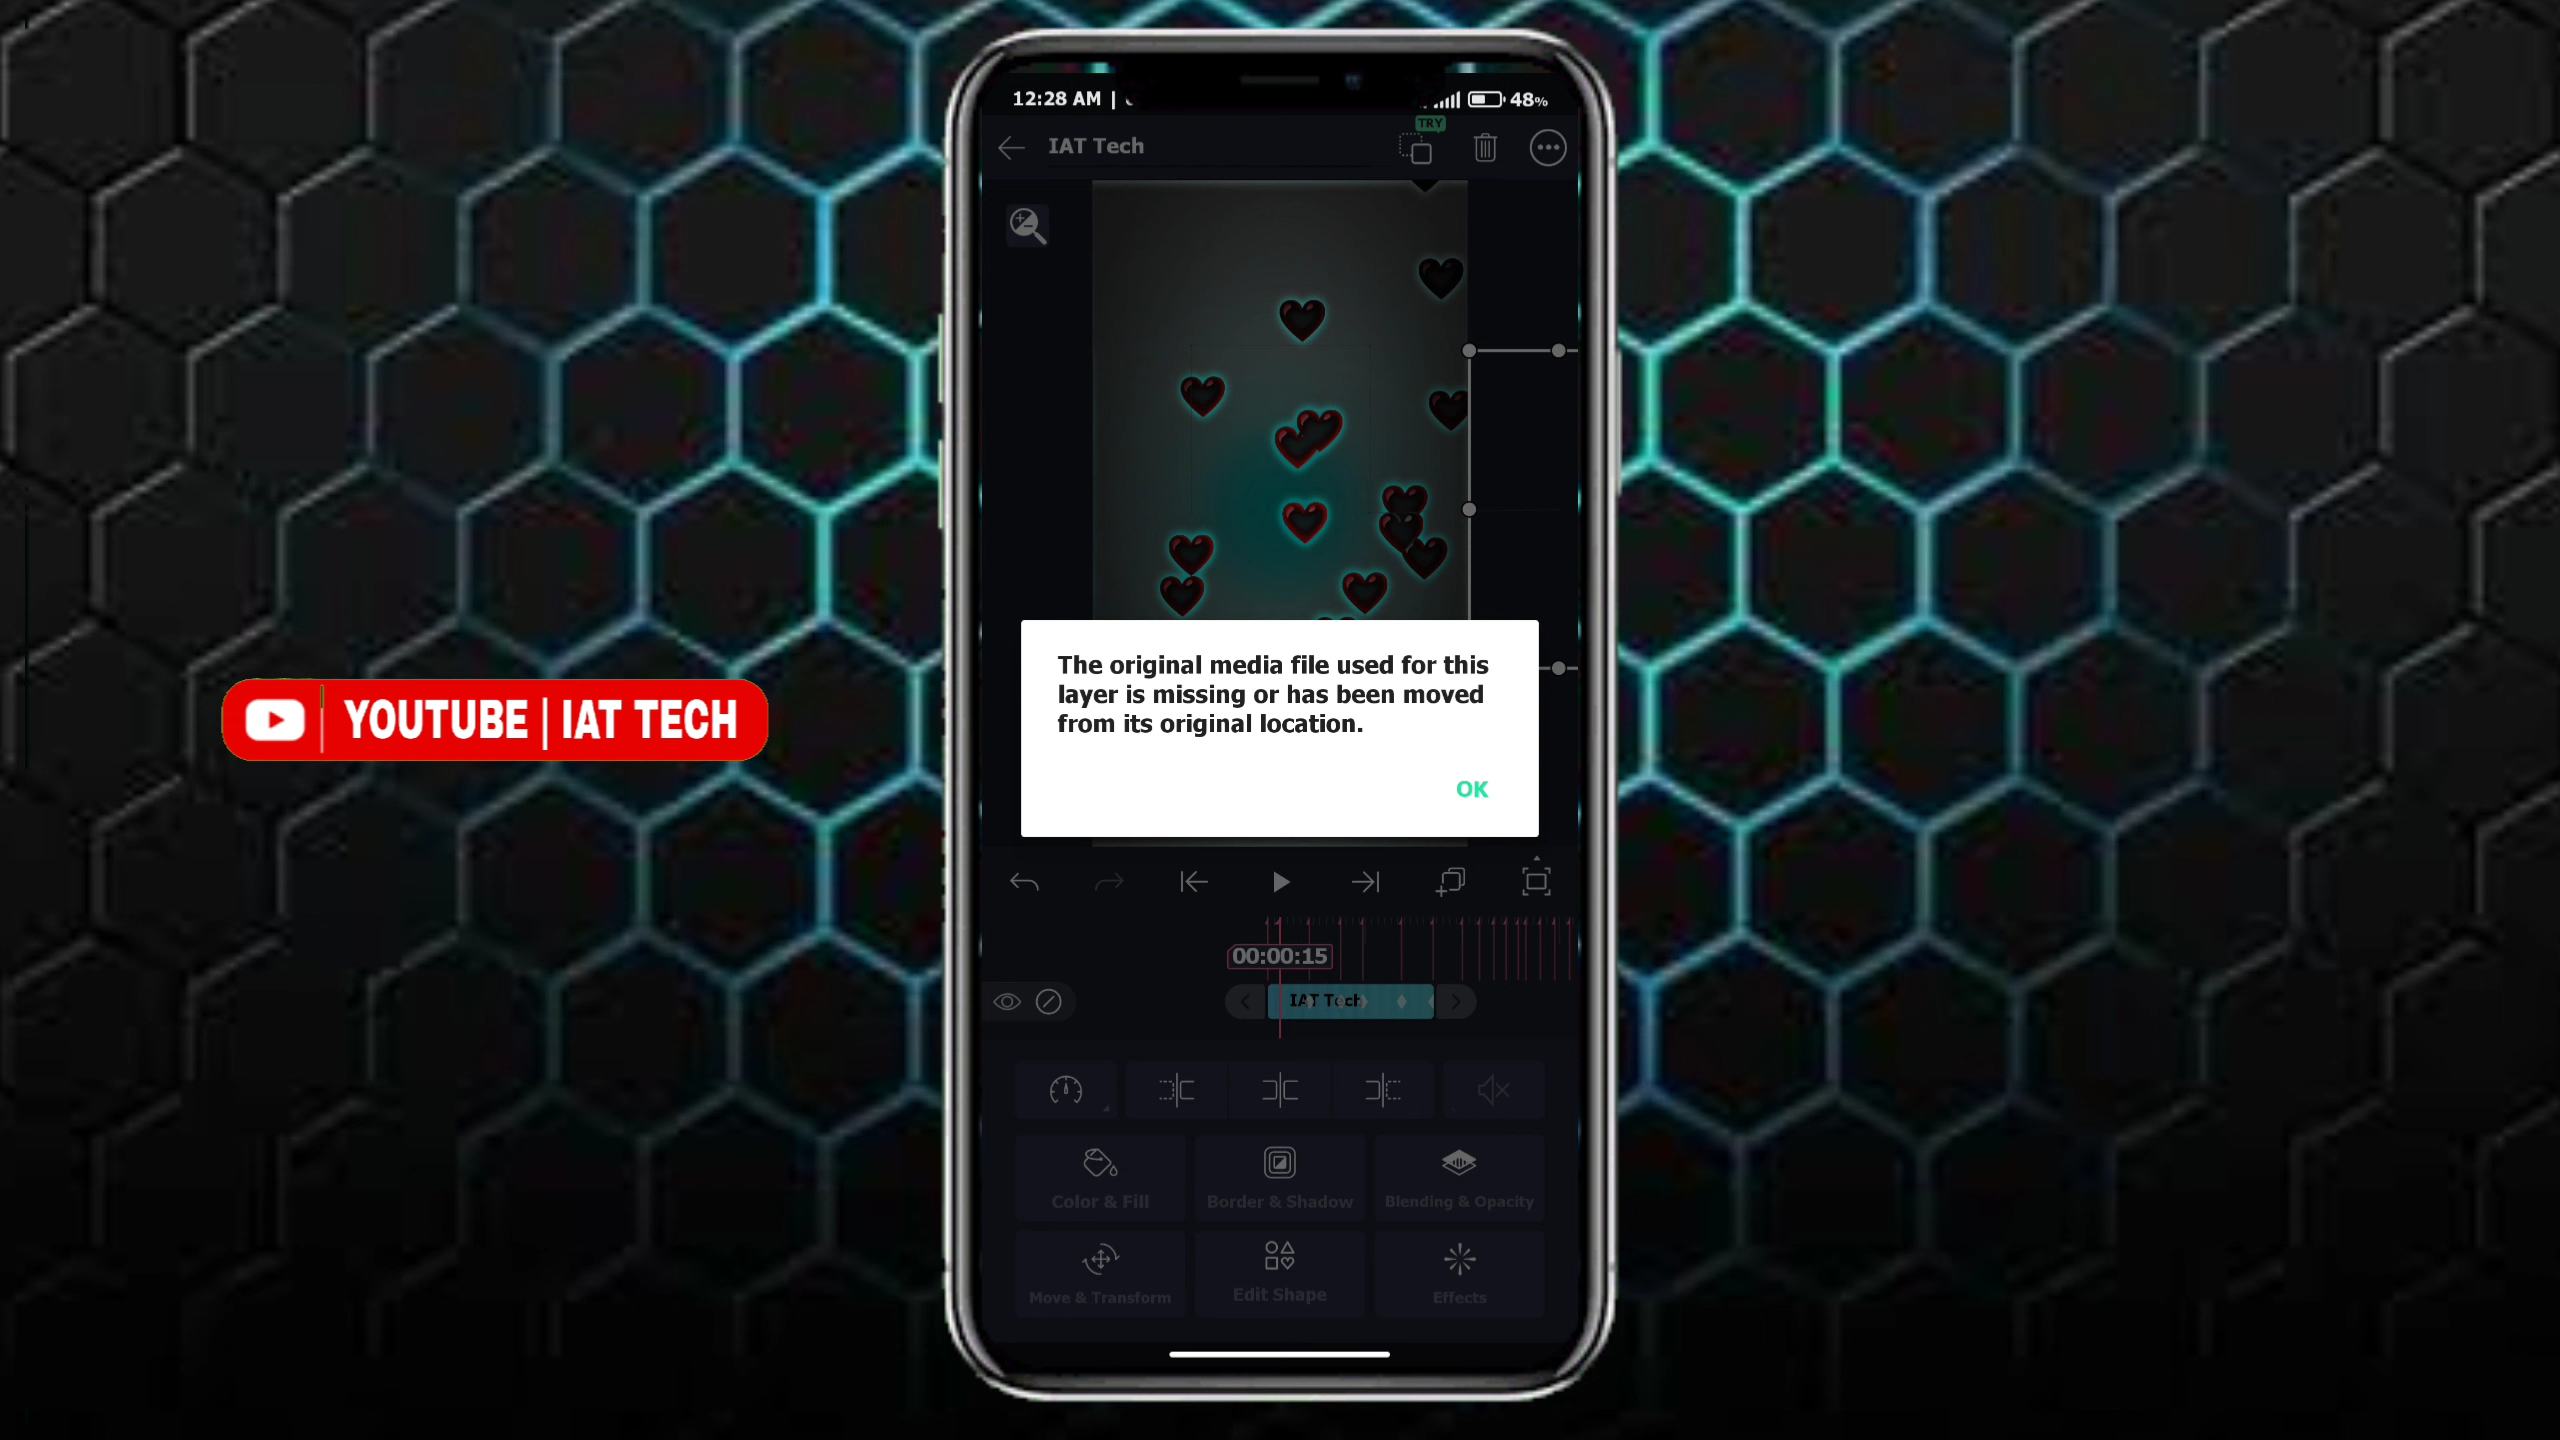 12:28 AM |
48%
TRY
IAT Tech
The original media file used for this
layer is missing or has been moved
from its original location.
OK
YOUTUBE | IAT TECH
00:00:15
IAT Tech
Color & Fill
Border & Shadow
Blending & Opacity
Move & Transform
Edit Shape
Effects